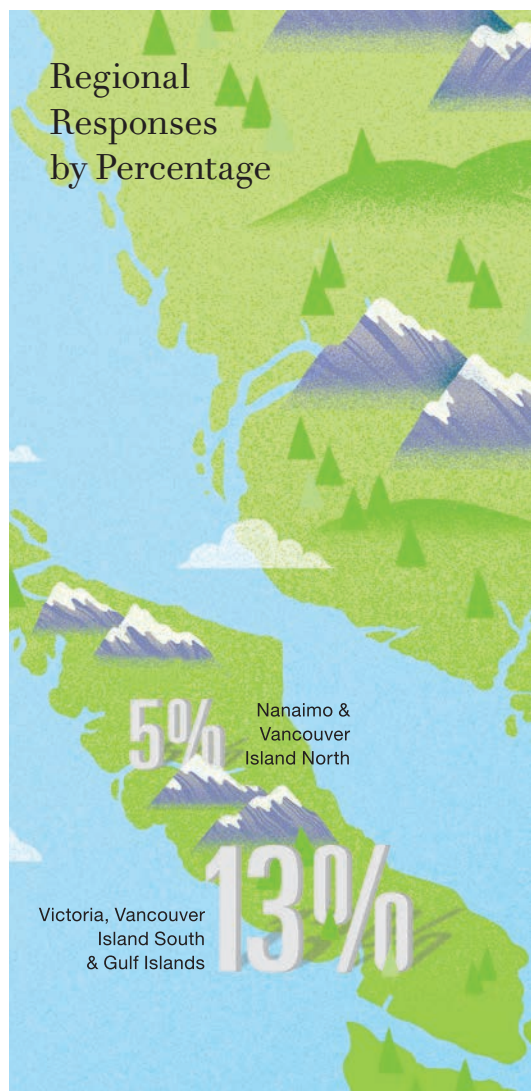 Regional
Responses
by Percentage
5%
Nanaimo &
Vancouver
Island North
13%
Victoria, Vancouver
Island South
& Gulf Islands